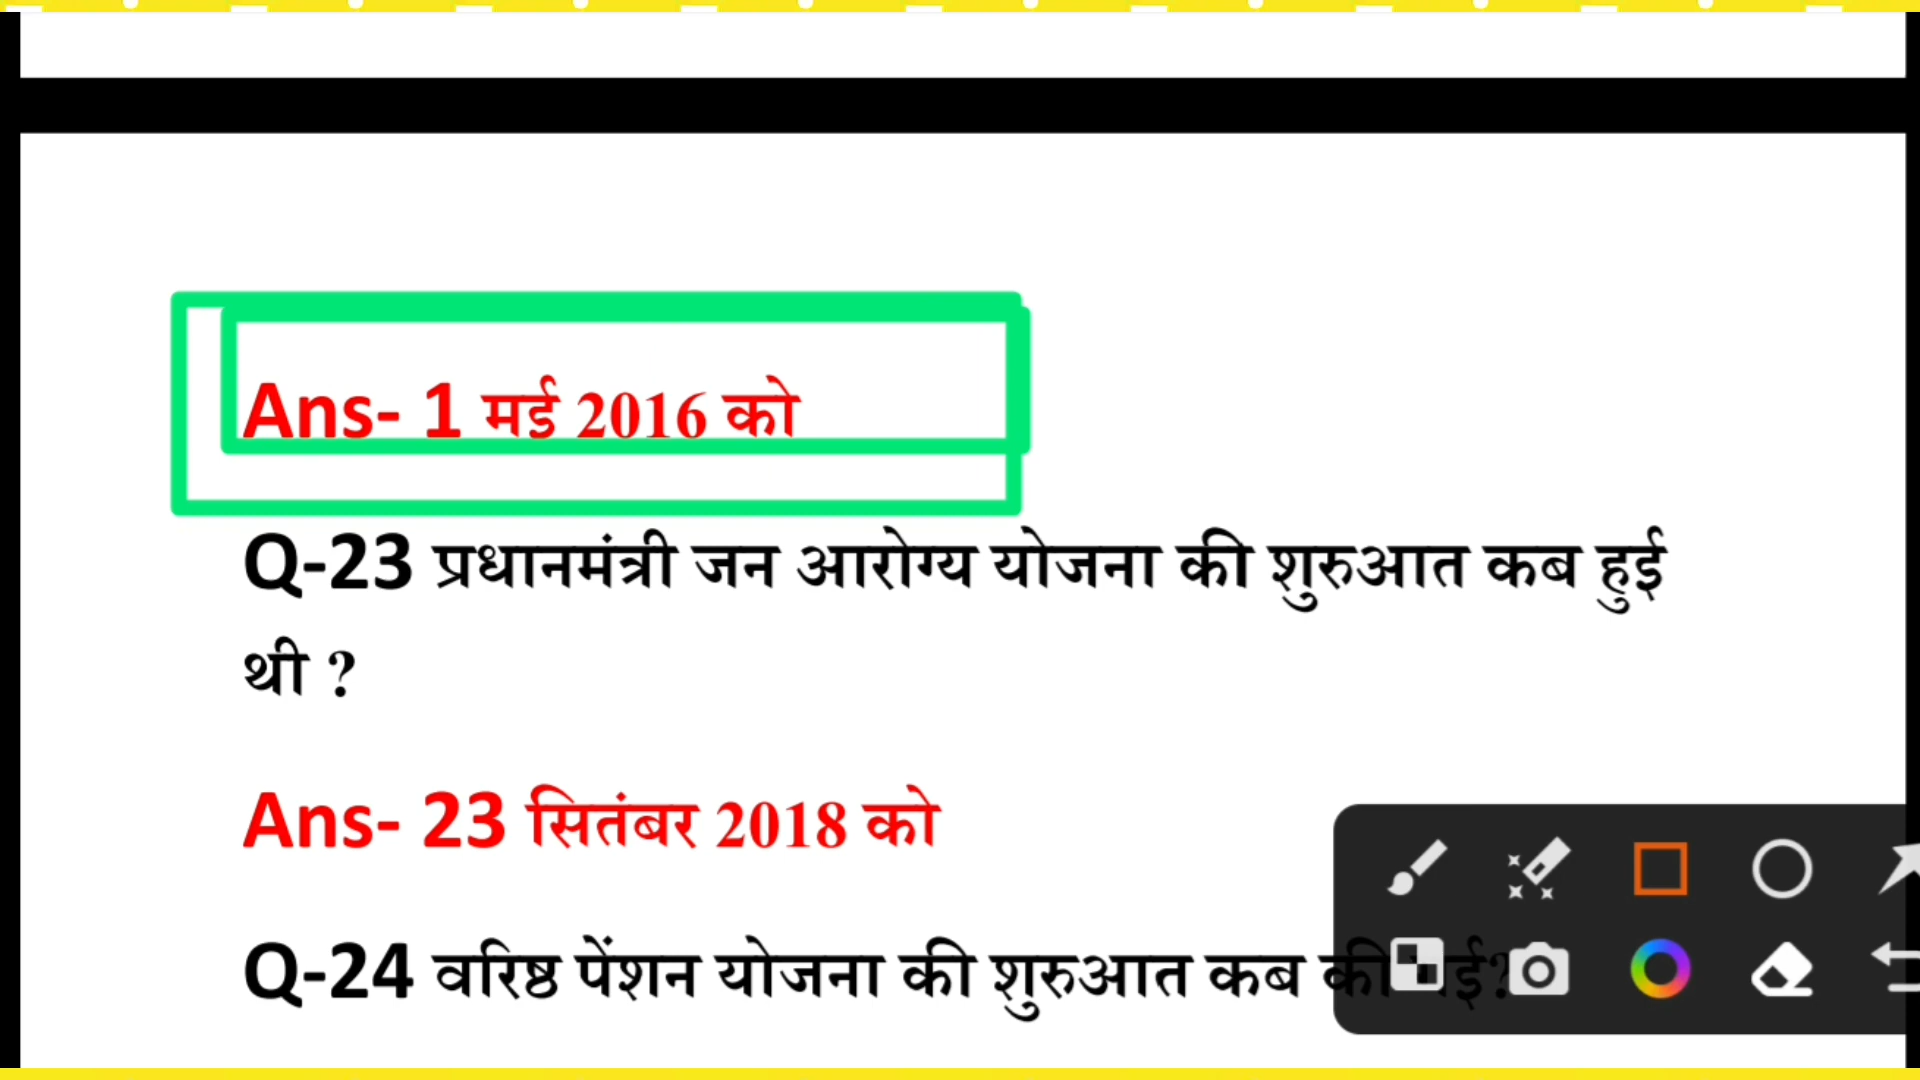 Ans- 1 मई 2016 को
Q-23 प्रधानमंत्री जन आरोग्य योजना की शुरुआत कब हुई
थी ?
Ans- 23 सितंबर 2018 को
Q-24 वरिष्ठ पेंशन योजना की शुरुआत कब की